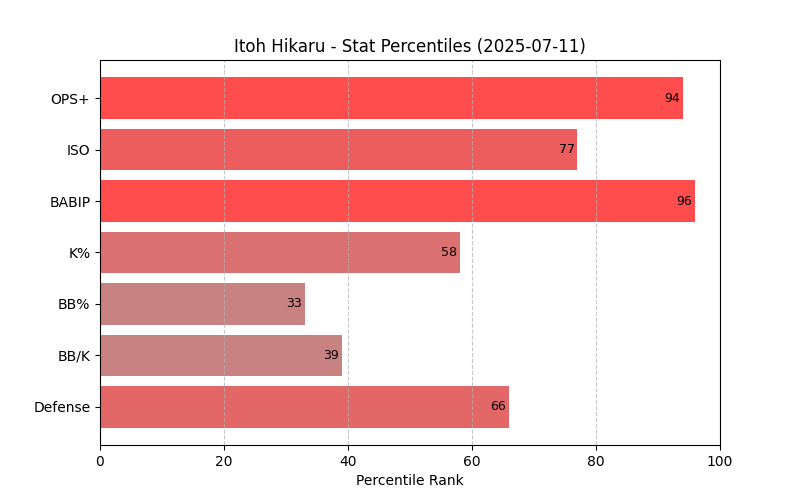 Itoh Hikaru - Stat Percentiles (2025-07-11)
OPS+ 94
ISO 77
BABIP 96
K% 58
BB% 33
BB/K 39
Defense 66
0 20 40 60 80 100
Percentile Rank